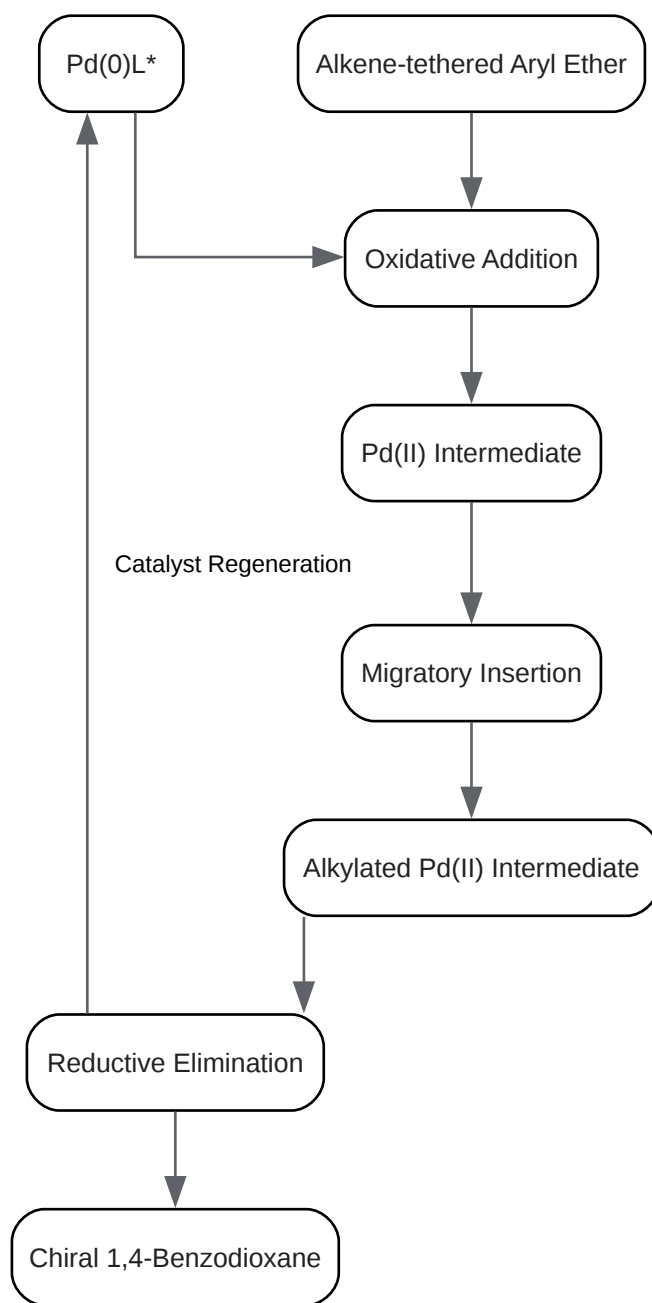 Pd(0)L*
Alkene-tethered Aryl Ether
Oxidative Addition
Pd(II) Intermediate
Catalyst Regeneration
Migratory Insertion
Alkylated Pd(II) Intermediate
Reductive Elimination
Chiral 1,4-Benzodioxane